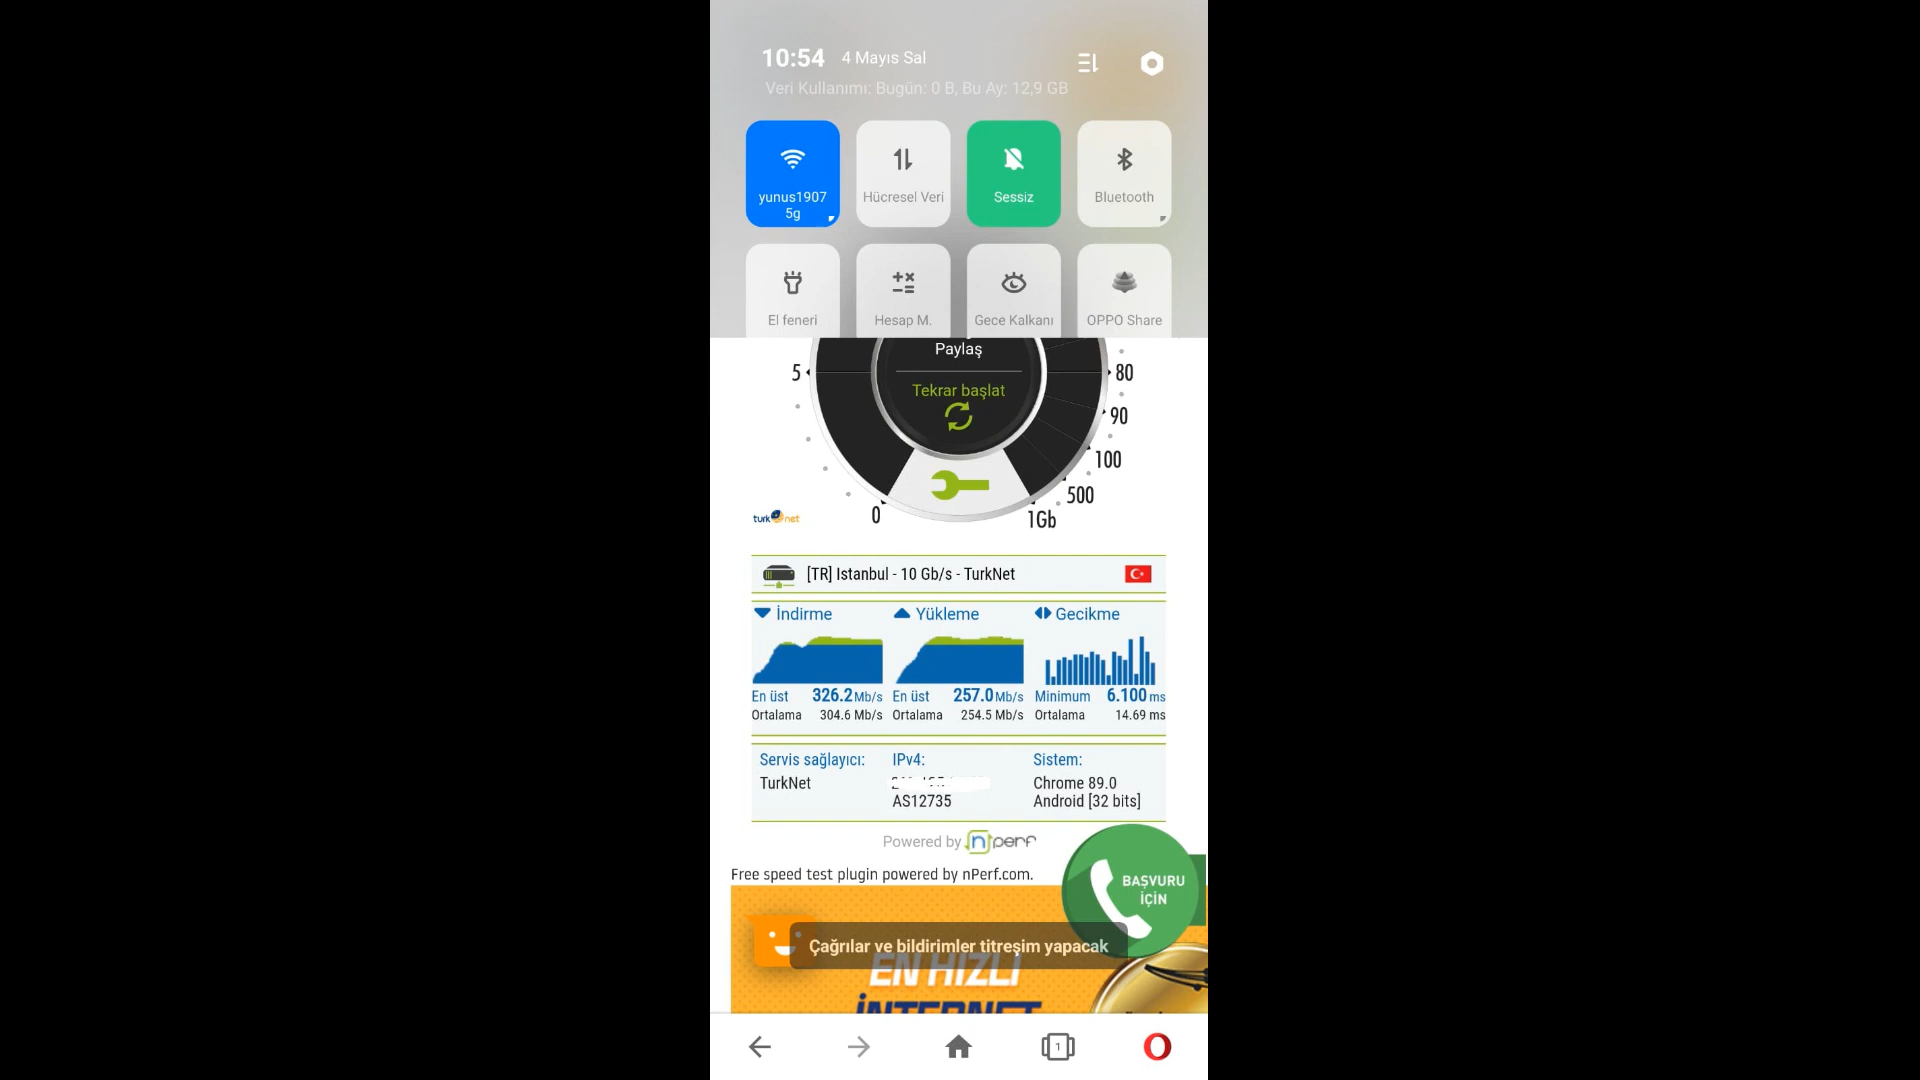 10:54 4 Mayıs Sal
Veri Kullanımı: Bugün: 0 B, Bu Ay: 12,9 GB
yunus1907
5g
Hücresel Veri
Sessiz
Bluetooth
El feneri
Hesap M.
Gece Kalkanı
OPPO Share
Paylaş
Tekrar başlat
5
80
90
100
500
0
1Gb
turk net
[TR] Istanbul - 10 Gb/s - TurkNet
İndirme
Yükleme
Gecikme
En üst 326.2 Mb/s
Ortalama 304.6 Mb/s
En üst 257.0 Mb/s
Ortalama 254.5 Mb/s
Minimum 6.100 ms
Ortalama 14.69 ms
Servis sağlayıcı:
TurkNet
IPv4:
AS12735
Sistem:
Chrome 89.0
Android [32 bits]
Powered by nperf
Free speed test plugin powered by nPerf.com.
BAŞVURU
İÇİN
Çağrılar ve bildirimler titreşim yapacak
EN HIZLI
İNTERNET
1